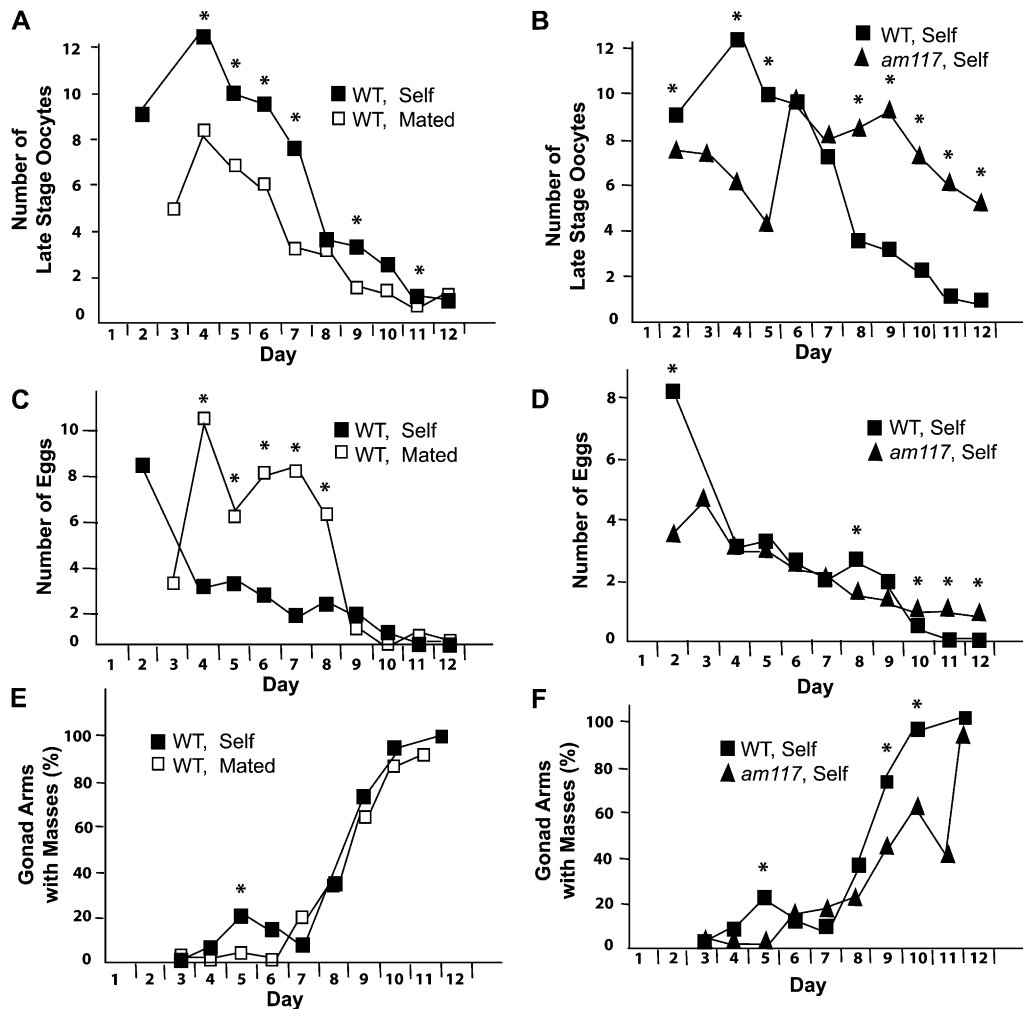 A
*
12
*
*
10
WT, Self
WT, Mated
*
8
6
4
*
2
*
0
1 2 3 4 5 6 7 8 9 10 11 12
Day
Number of
Late Stage Oocytes
B
*
WT, Self
am117, Self
12
*
*
*
10
*
*
8
*
*
6
4
2
0
1 2 3 4 5 6 7 8 9 10 11 12
Day
Number of
Late Stage Oocytes
C
*
10
WT, Self
WT, Mated
*
*
8
*
*
6
4
2
0
1 2 3 4 5 6 7 8 9 10 11 12
Day
Number of Eggs
D
*
8
WT, Self
am117, Self
6
4
*
2
* * *
0
1 2 3 4 5 6 7 8 9 10 11 12
Day
Number of Eggs
E
100
WT, Self
WT, Mated
80
60
40
*
20
0
1 2 3 4 5 6 7 8 9 10 11 12
Day
Gonad Arms
with Masses (%)
F
*
100
WT, Self
am117, Self
*
80
60
40
*
20
0
1 2 3 4 5 6 7 8 9 10 11 12
Day
Gonad Arms
with Masses (%)